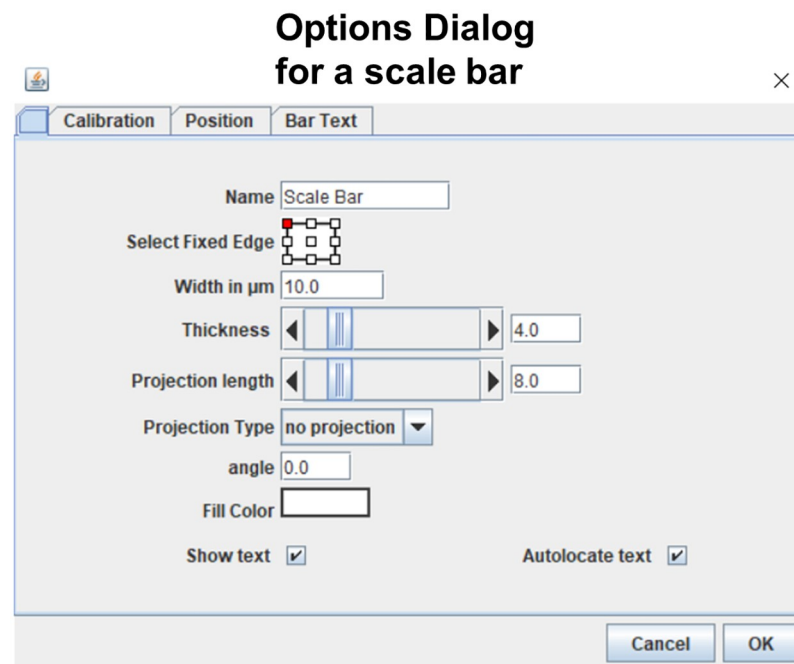 Options Dialog
for a scale bar
Calibration Position Bar Text
Name Scale Bar
Select Fixed Edge
Width in µm 10.0
Thickness 4.0
Projection length 8.0
Projection Type no projection
angle 0.0
Fill Color
Show text Autolocate text
Cancel OK